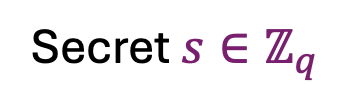 Secret s ∈ ℤ_q